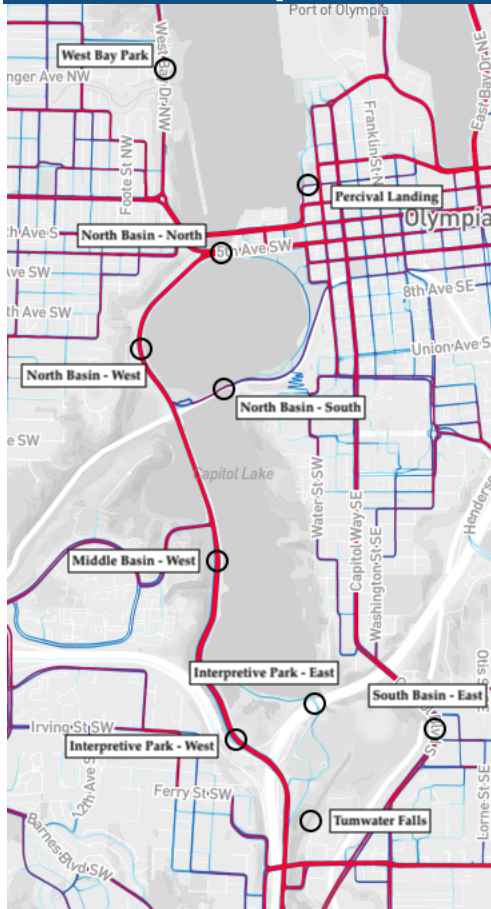 Port of Olympia
West Bay Park
West Bay Dr NW
nger Ave NW
East Bay Dr NE
Foote St NW
Franklin St N
Percival Landing
Olympia
th Ave S
North Basin - North
5th Ave SW
Ave SW
8th Ave SE
th Ave SW
Union Ave S
North Basin - West
North Basin - South
e SW
Capitol Lake
Water St SW
Capitol Way SE
Washington St SE
Henders
Middle Basin - West
Interpretive Park - East
South Basin - East
Otis S
Irving St SW
Interpretive Park - West
12th Ave S
Ferry St SW
Lorne St SE
Tumwater Falls
Barnes Blvd SW